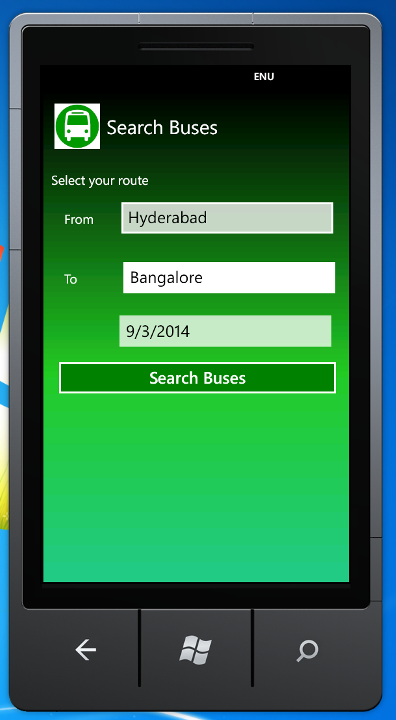 ENU
Search Buses
Select your route
From
Hyderabad
To
Bangalore
9/3/2014
Search Buses